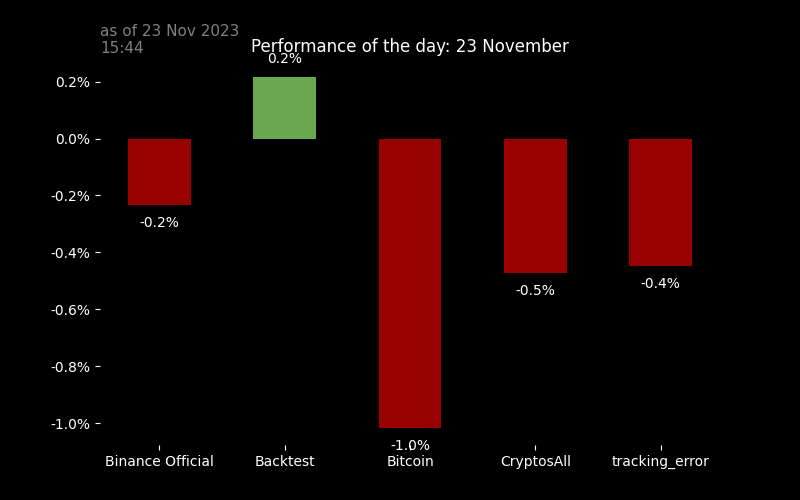 as of 23 Nov 2023
15:44
Performance of the day: 23 November
0.2%
0.2%
0.0%
-0.2%
-0.4%
-0.6%
-0.8%
-1.0%
-0.2%
-0.5%
-0.4%
-1.0%
Binance Official
Backtest
Bitcoin
CryptosAll
tracking_error